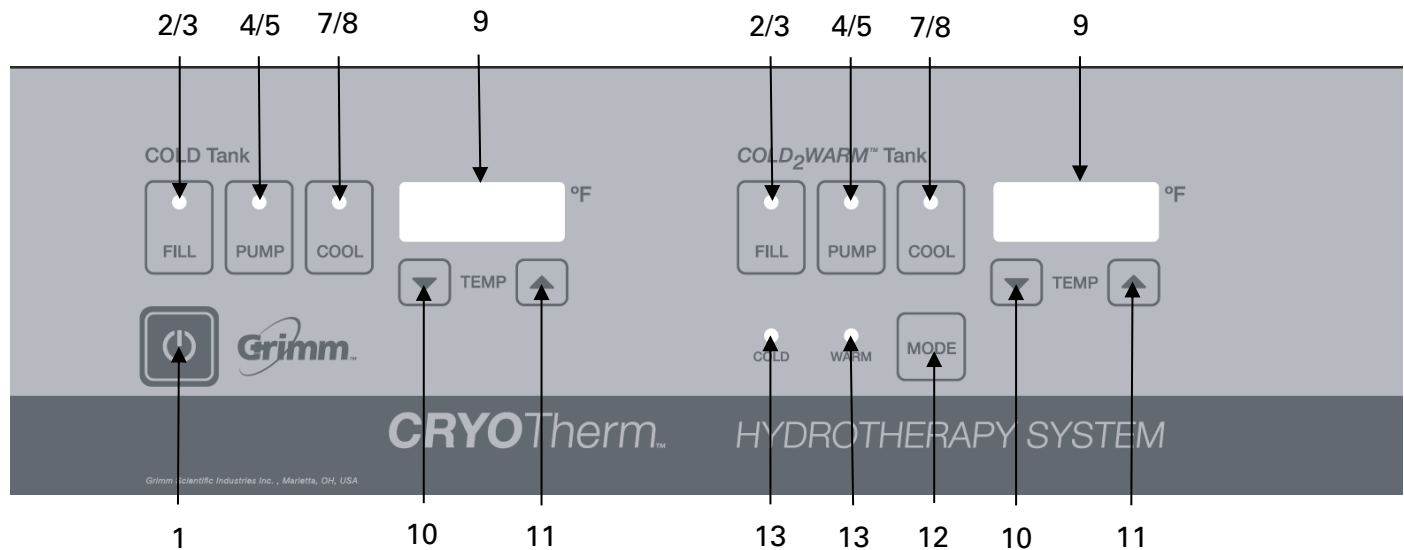 2/3 4/5 7/8 9 2/3 4/5 7/8 9
COLD Tank COLD2WARM™ Tank
°F °F
FILL PUMP COOL FILL PUMP COOL
TEMP TEMP
Grimm™ COLD WARM MODE
CRYOTherm™ HYDROTHERAPY SYSTEM
Grimm Scientific Industries Inc. , Marietta, OH, USA
1 10 11 13 13 12 10 11